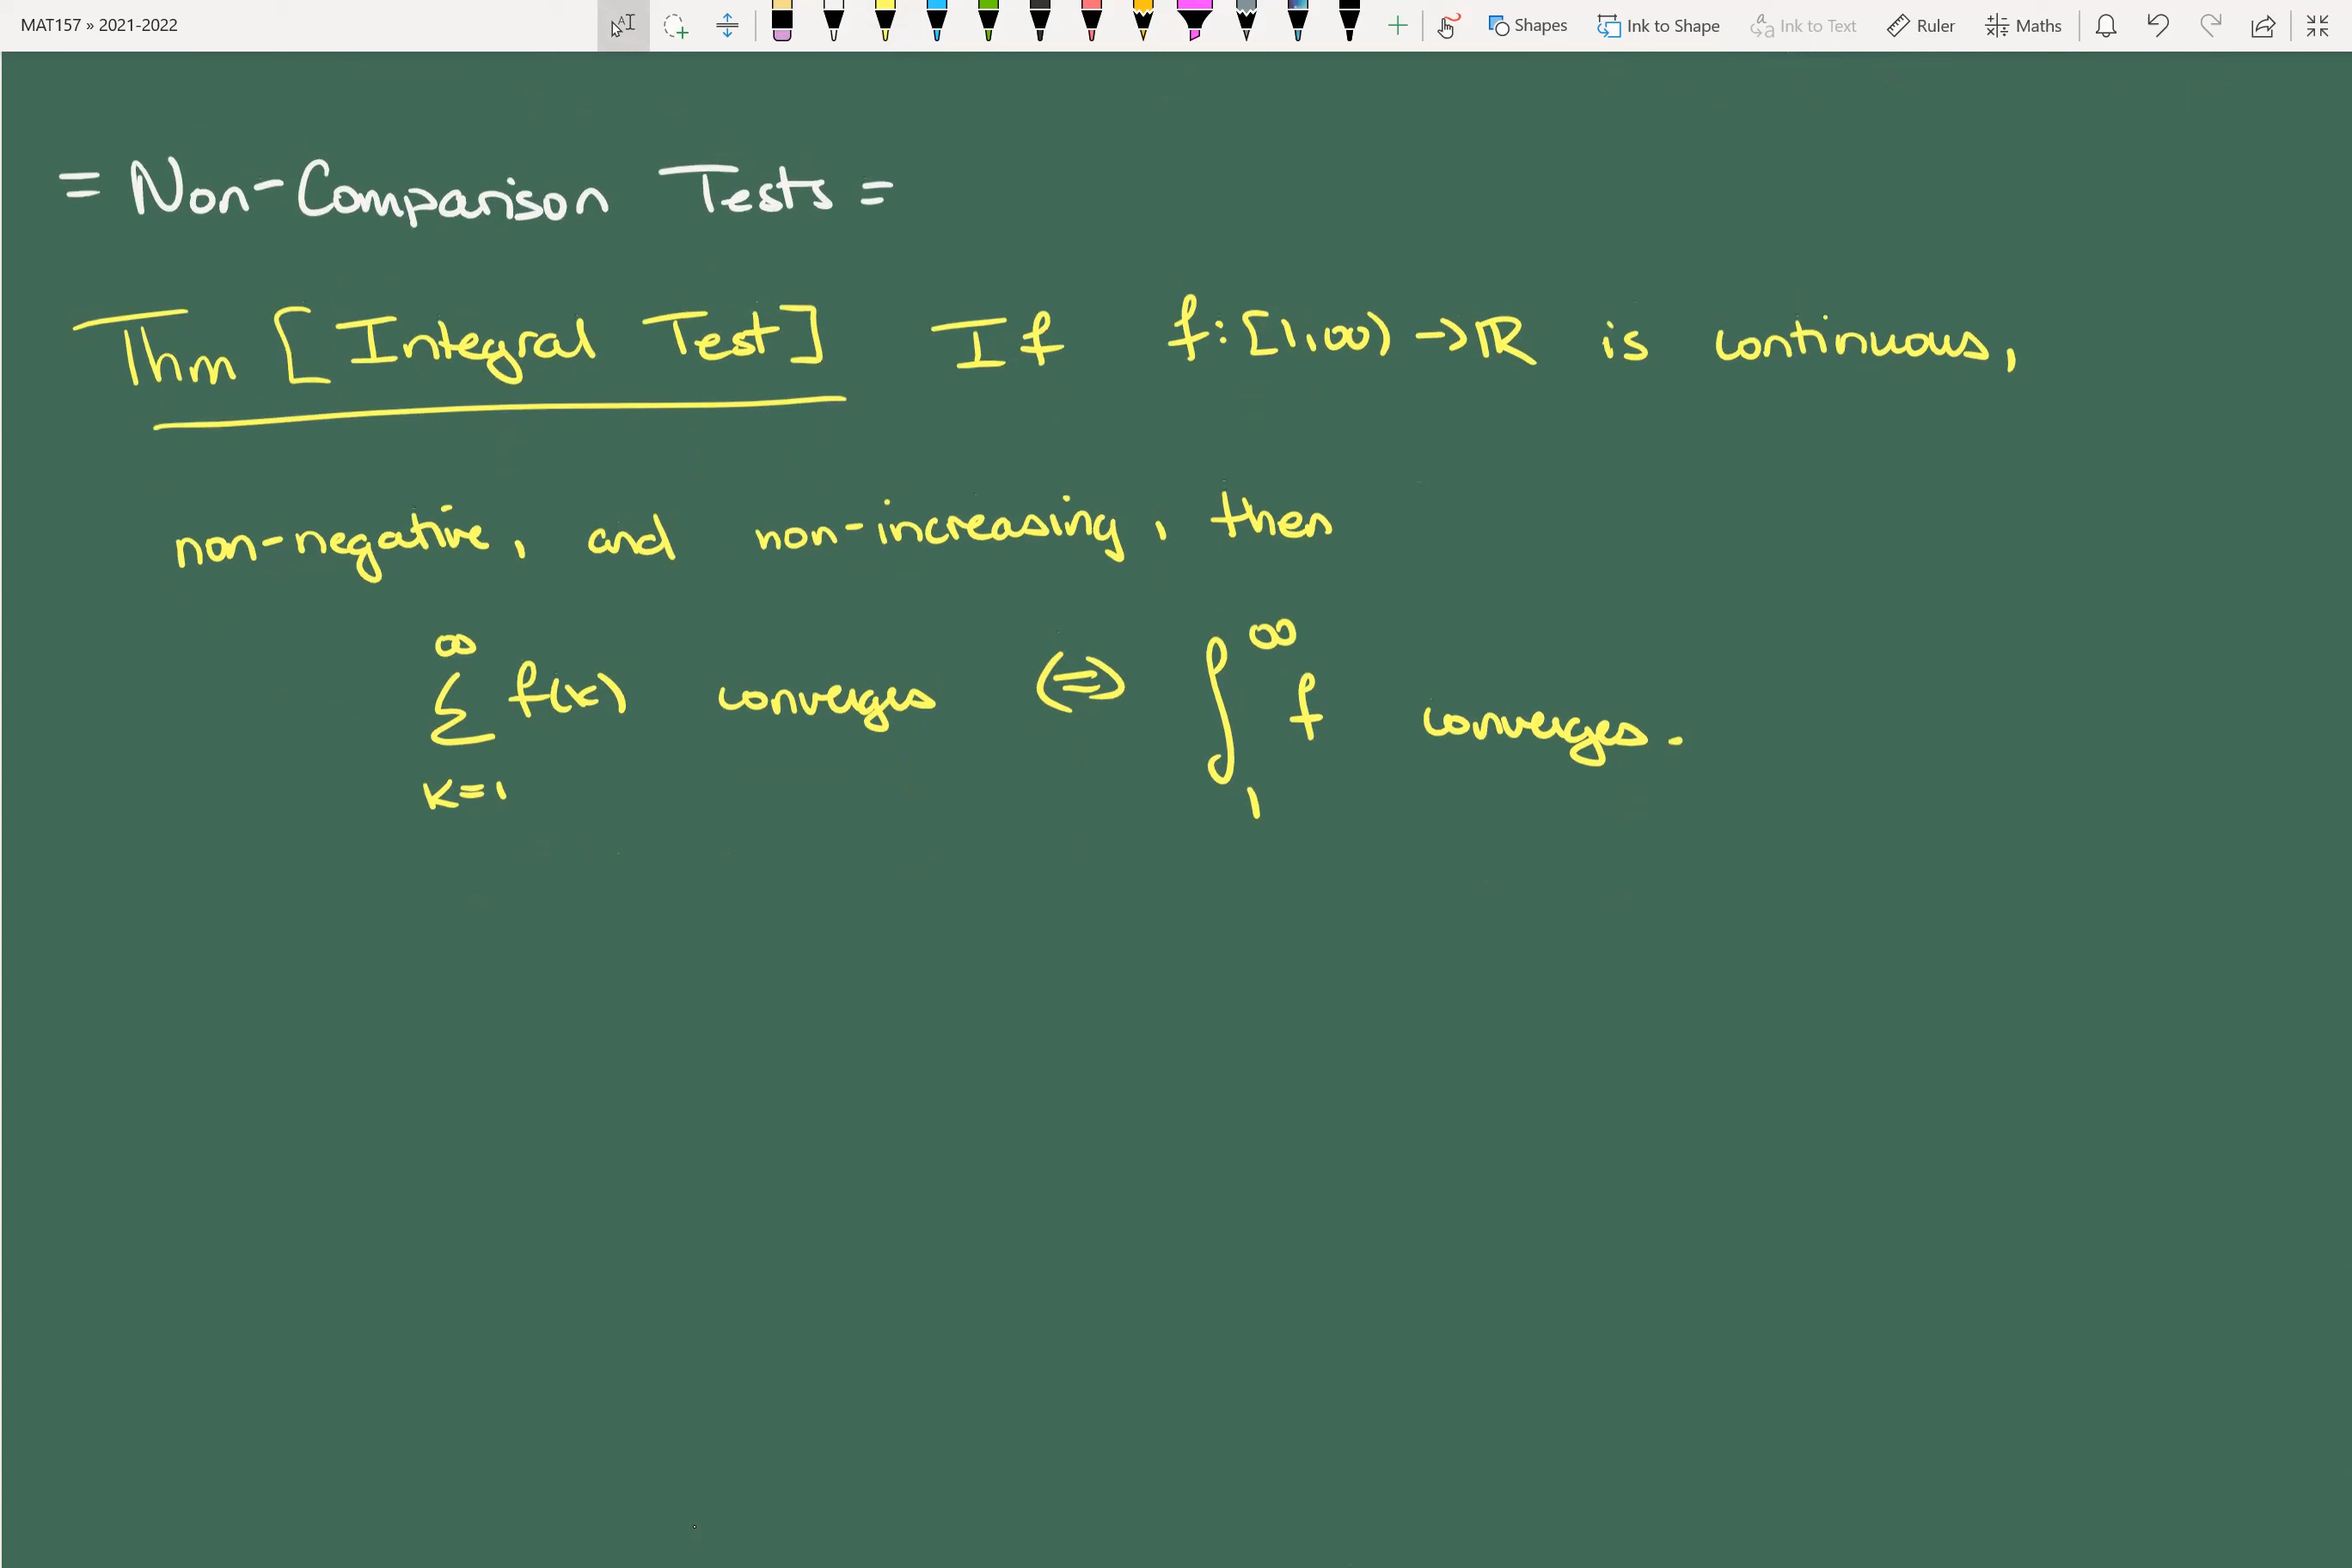 MAT157 » 2021-2022
Shapes Ink to Shape Ink to Text Ruler Maths
= Non-Comparison Tests =
Thm [Integral Test] If f: [1,∞) → ℝ is continuous,
non-negative, and non-increasing, then
∑_{k=1}^{∞} f(k) converges (⇔) ∫_1^∞ f converges.